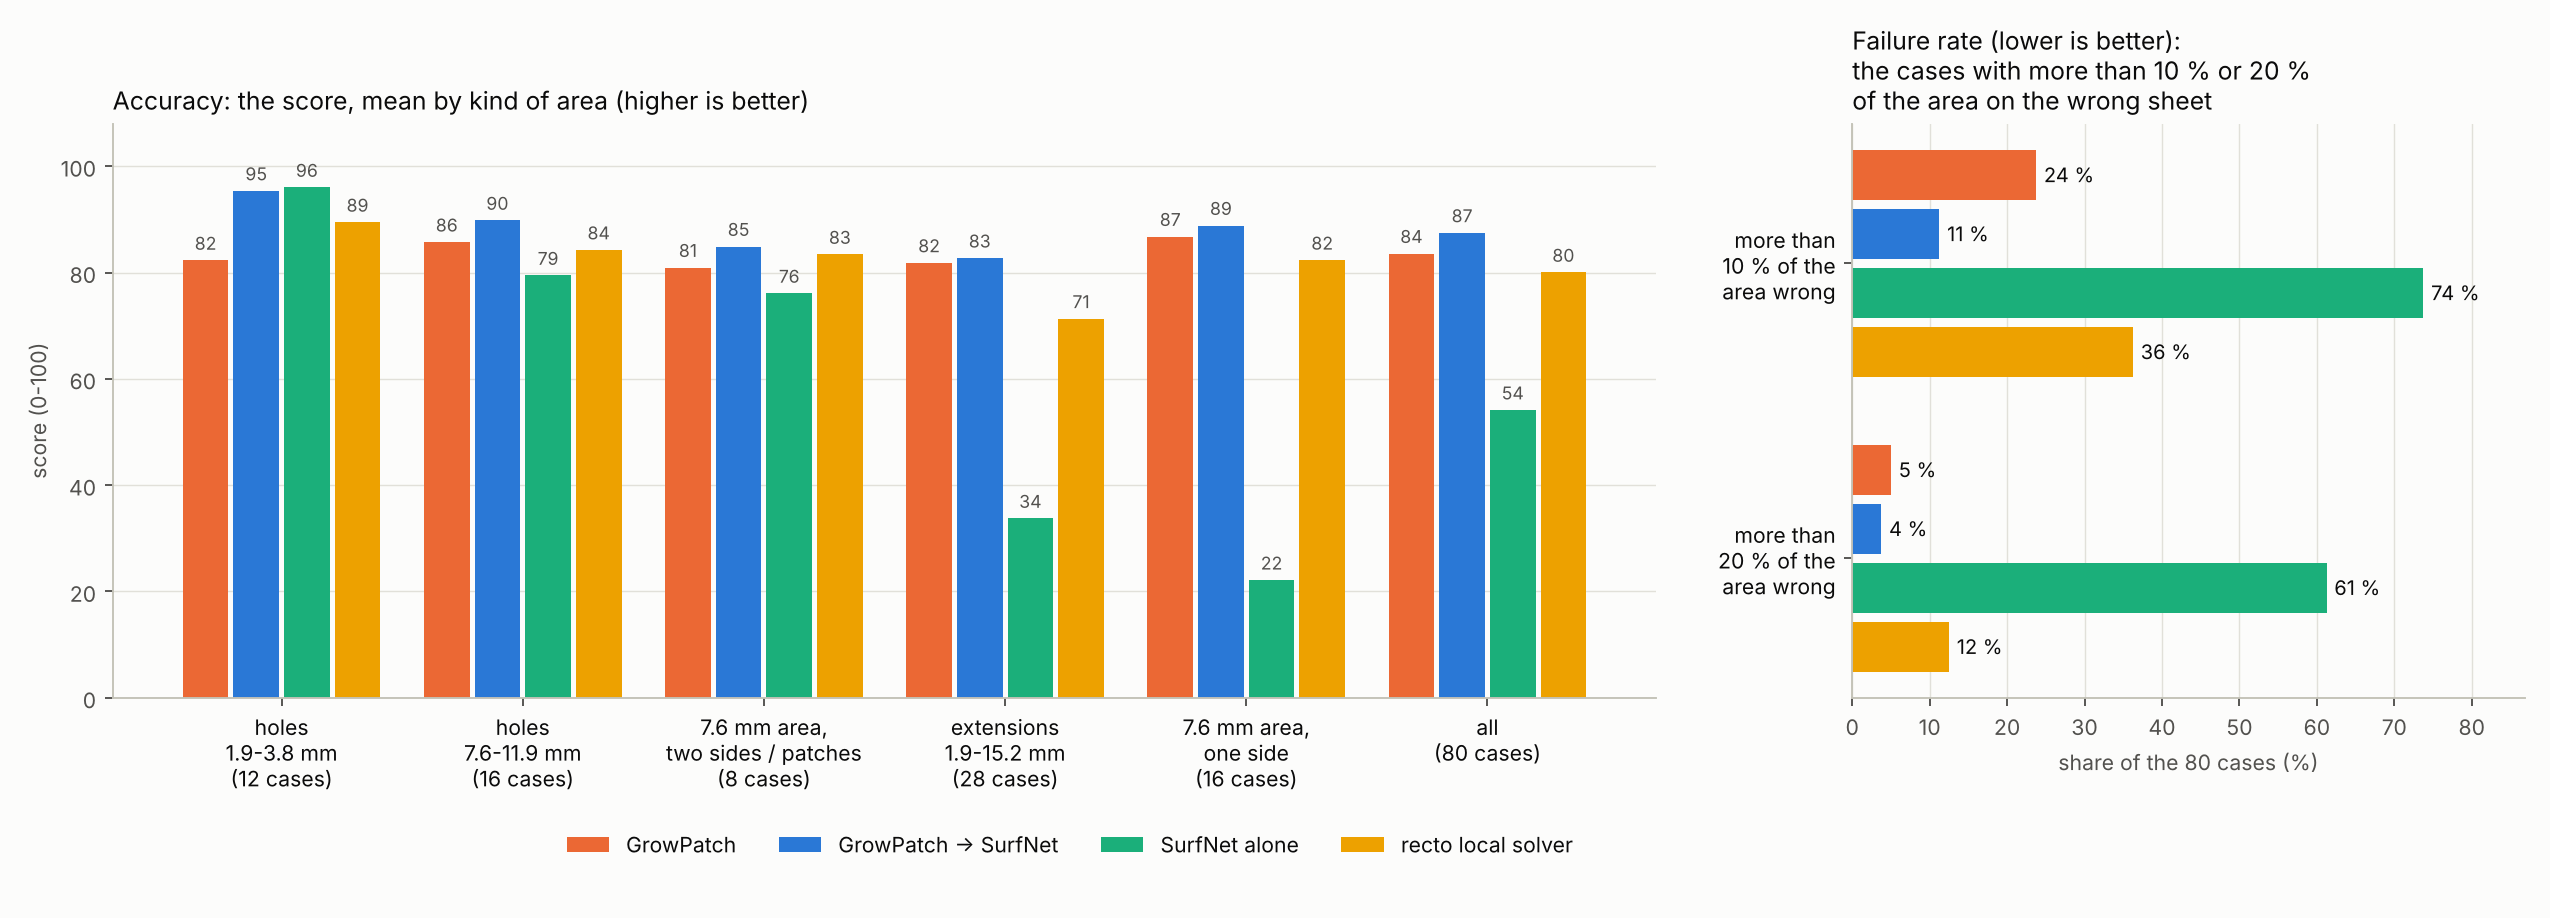 Accuracy: the score, mean by kind of area (higher is better)
score (0-100)
100
80
60
40
20
0
82
95
96
89
86
90
79
84
81
85
76
83
82
83
34
71
87
89
22
82
84
87
54
80
holes
1.9-3.8 mm
(12 cases)
holes
7.6-11.9 mm
(16 cases)
7.6 mm area,
two sides / patches
(8 cases)
extensions
1.9-15.2 mm
(28 cases)
7.6 mm area,
one side
(16 cases)
all
(80 cases)
Failure rate (lower is better):
the cases with more than 10 % or 20 %
of the area on the wrong sheet
more than
10 % of the
area wrong
24 %
11 %
74 %
36 %
more than
20 % of the
area wrong
5 %
4 %
61 %
12 %
0 10 20 30 40 50 60 70 80
share of the 80 cases (%)
GrowPatch
GrowPatch → SurfNet
SurfNet alone
recto local solver